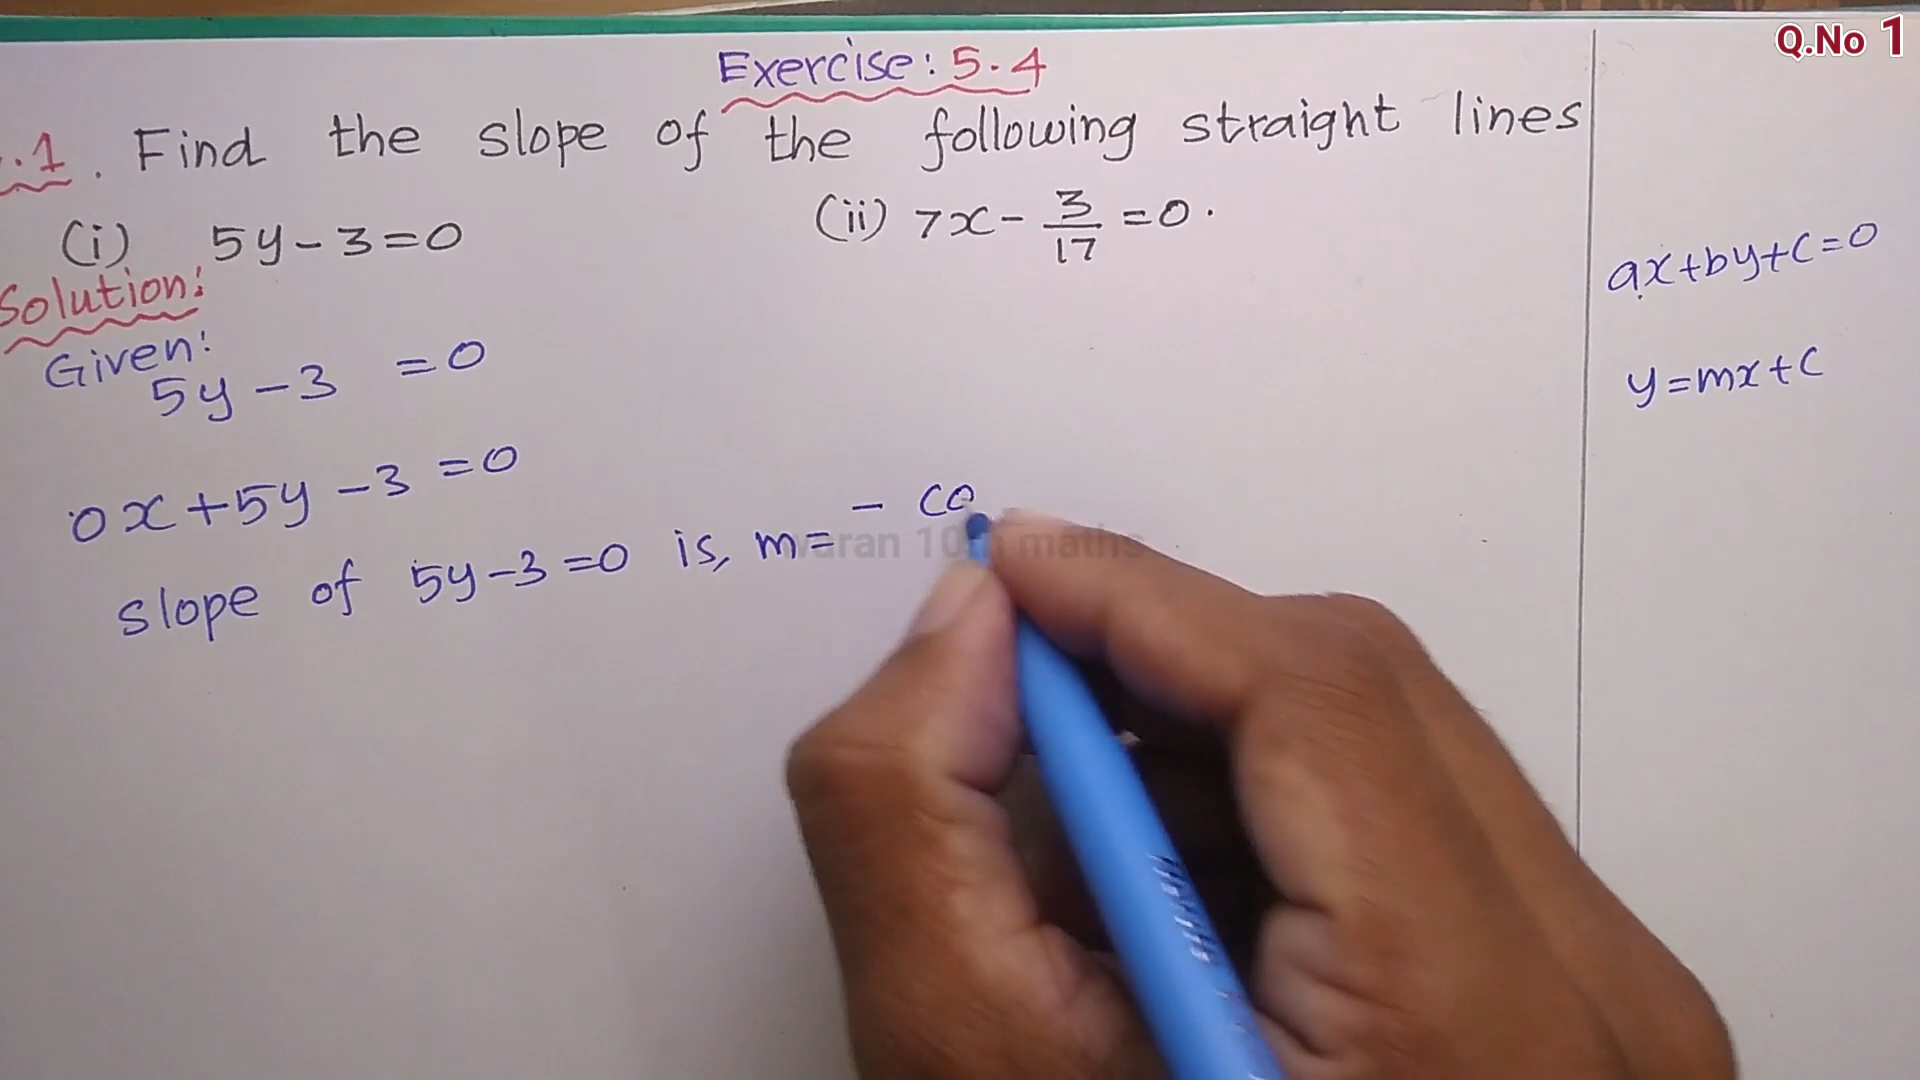 Q.No 1
Exercise: 5.4
.1. Find the slope of the following straight lines
(i) 5y-3=0 (ii) 7x - 3/17 = 0.
Solution:
Given:
5y-3 =0
0x+5y-3=0
slope of 5y-3=0 is, m= - co
ax+by+c=0
y=mx+c
10th maths